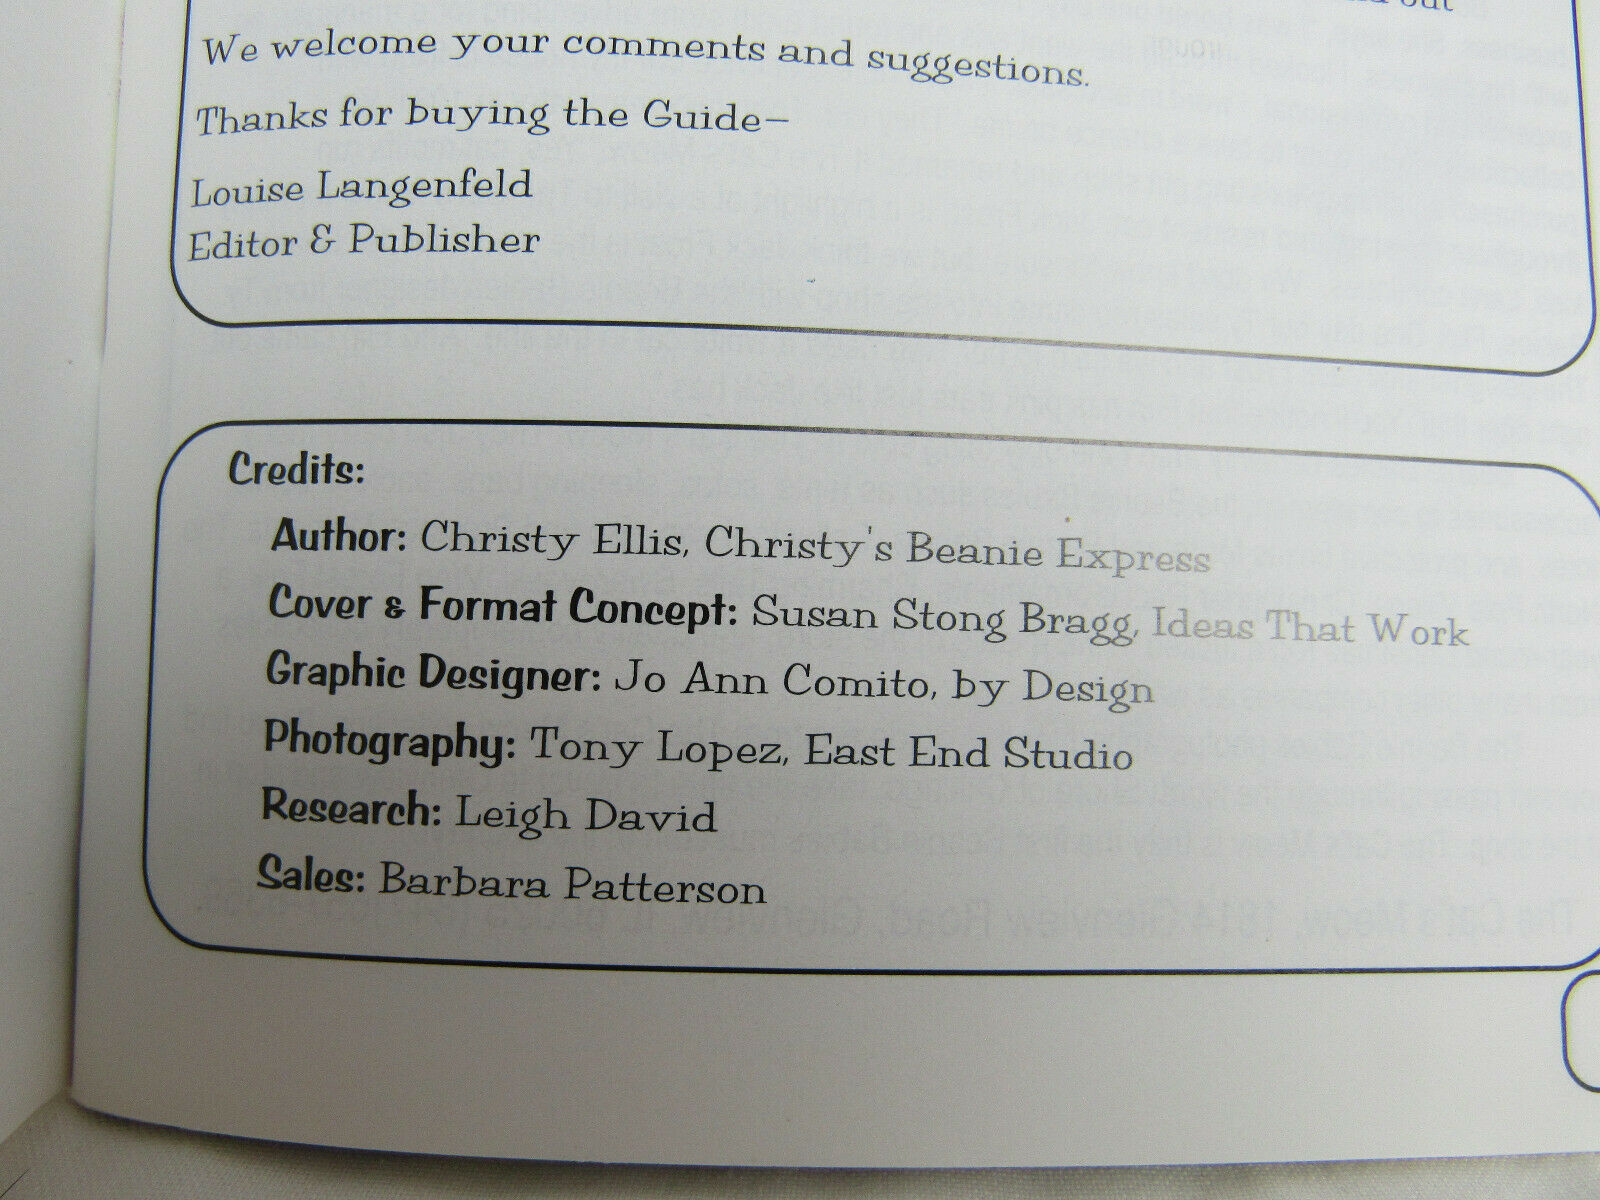 out
We welcome your comments and suggestions.
Thanks for buying the Guide–
Louise Langenfeld
Editor & Publisher
Credits:
Author: Christy Ellis, Christy's Beanie Express
Cover & Format Concept: Susan Stong Bragg, Ideas That Work
Graphic Designer: Jo Ann Comito, by Design
Photography: Tony Lopez, East End Studio
Research: Leigh David
Sales: Barbara Patterson